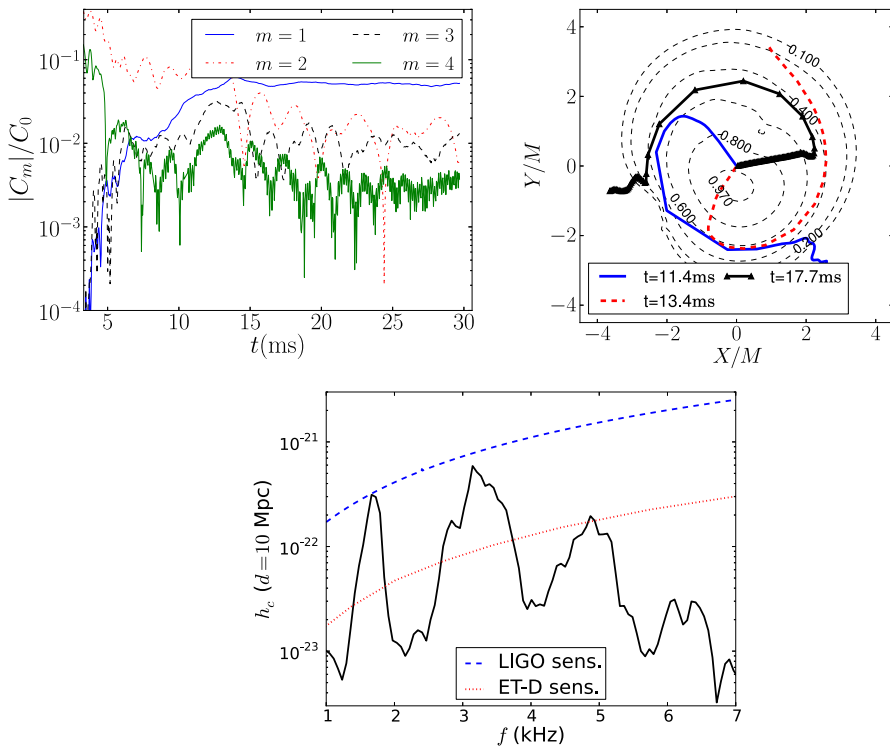 |C_m|/C_0
10^{-1}
10^{-2}
10^{-3}
10^{-4}
m = 1
m = 2
m = 3
m = 4
5 10 15 20 25 30
t(ms)
Y/M
4
2
0
−2
−4
0.100
0.400
0.800
0.970
0.600
0.200
t=11.4ms
t=13.4ms
t=17.7ms
−4 −2 0 2 4
X/M
h_c (d=10 Mpc)
10^{-21}
10^{-22}
10^{-23}
LIGO sens.
ET-D sens.
1 2 3 4 5 6 7
f (kHz)